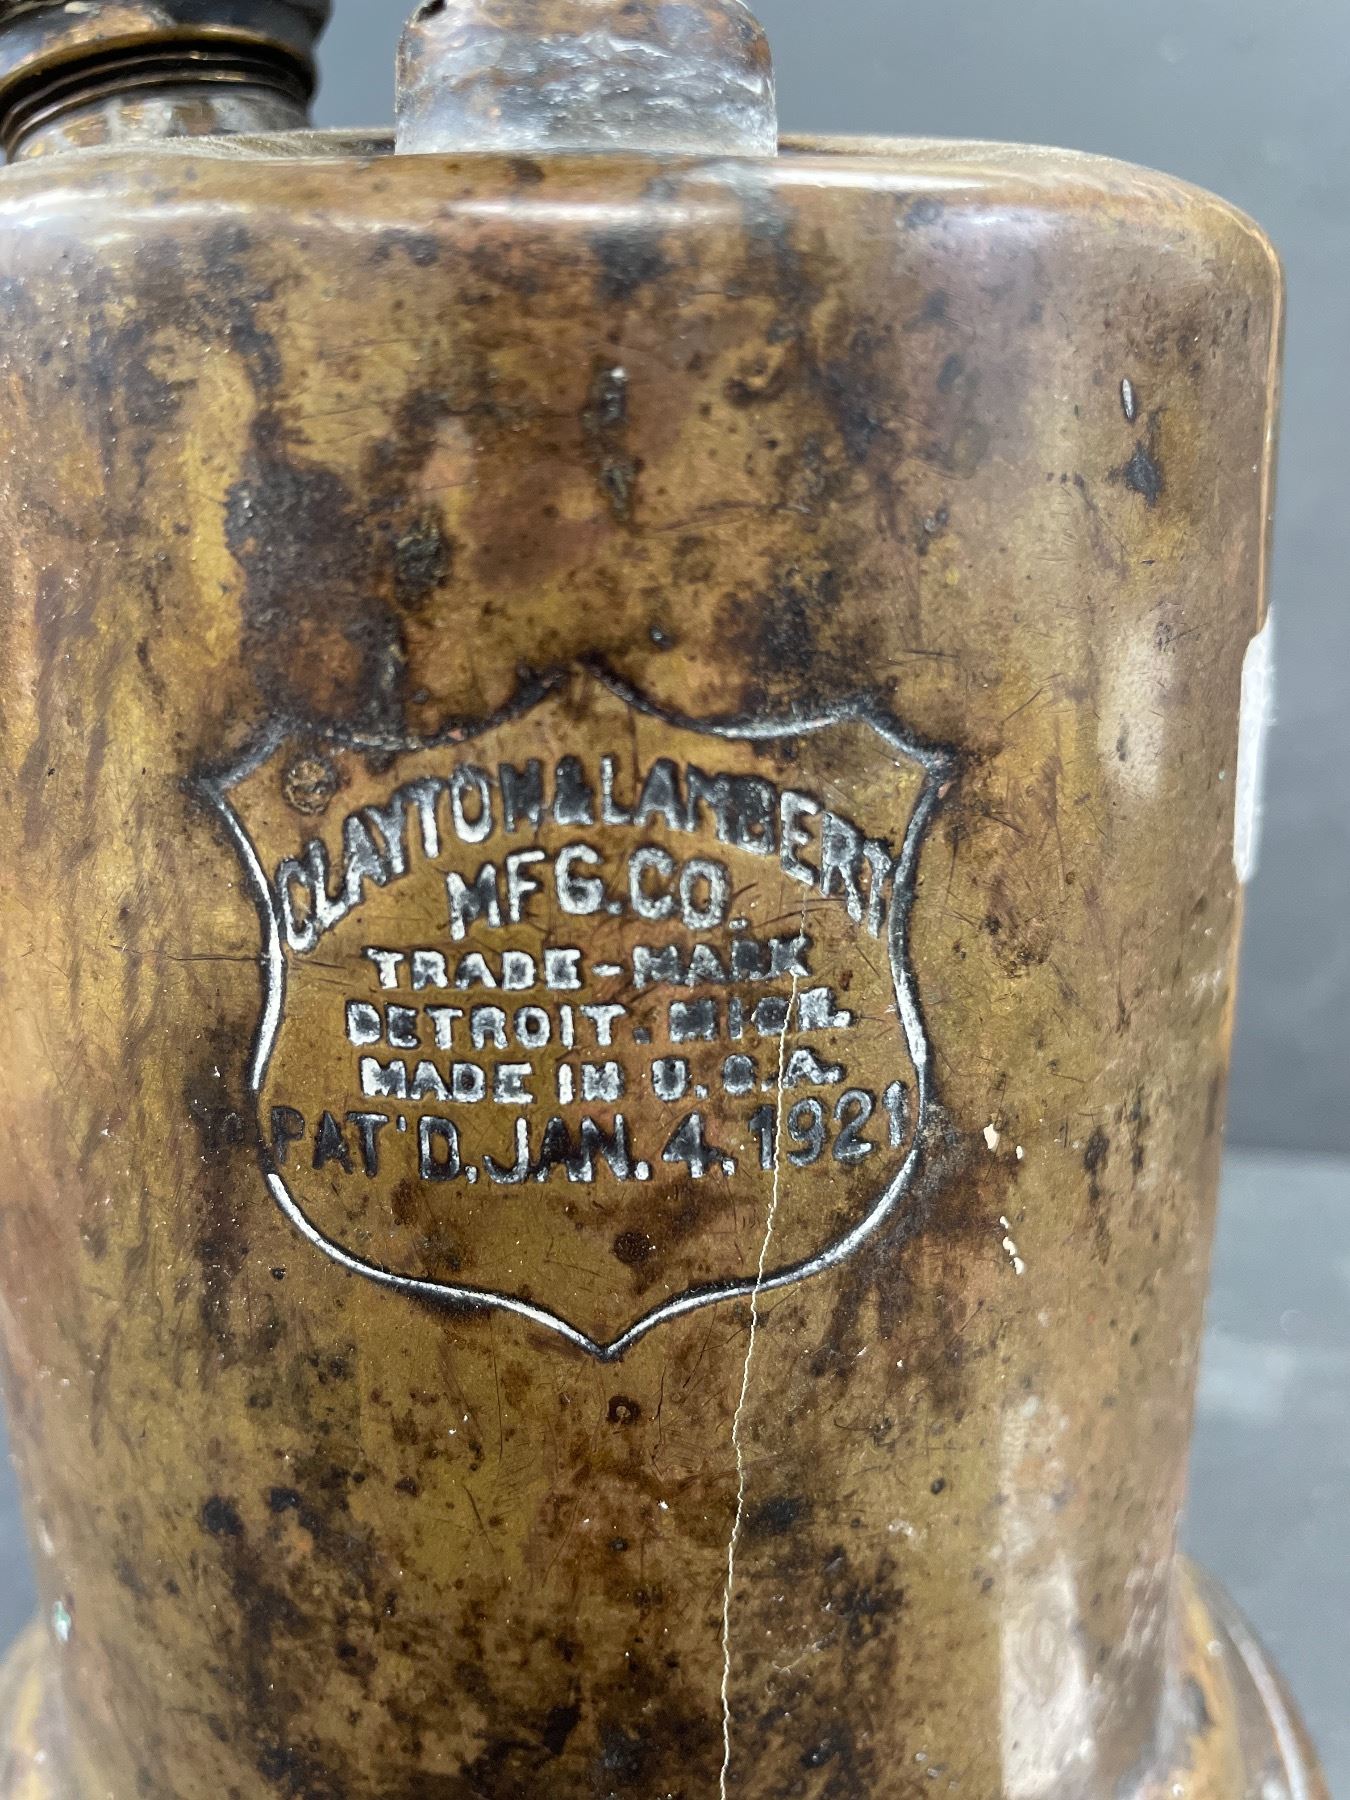 CLAYTON & LAMBERT
MFG. CO.
TRADE-MARK
DETROIT. MICH.
MADE IN U.S.A.
PAT'D. JAN. 4. 1921